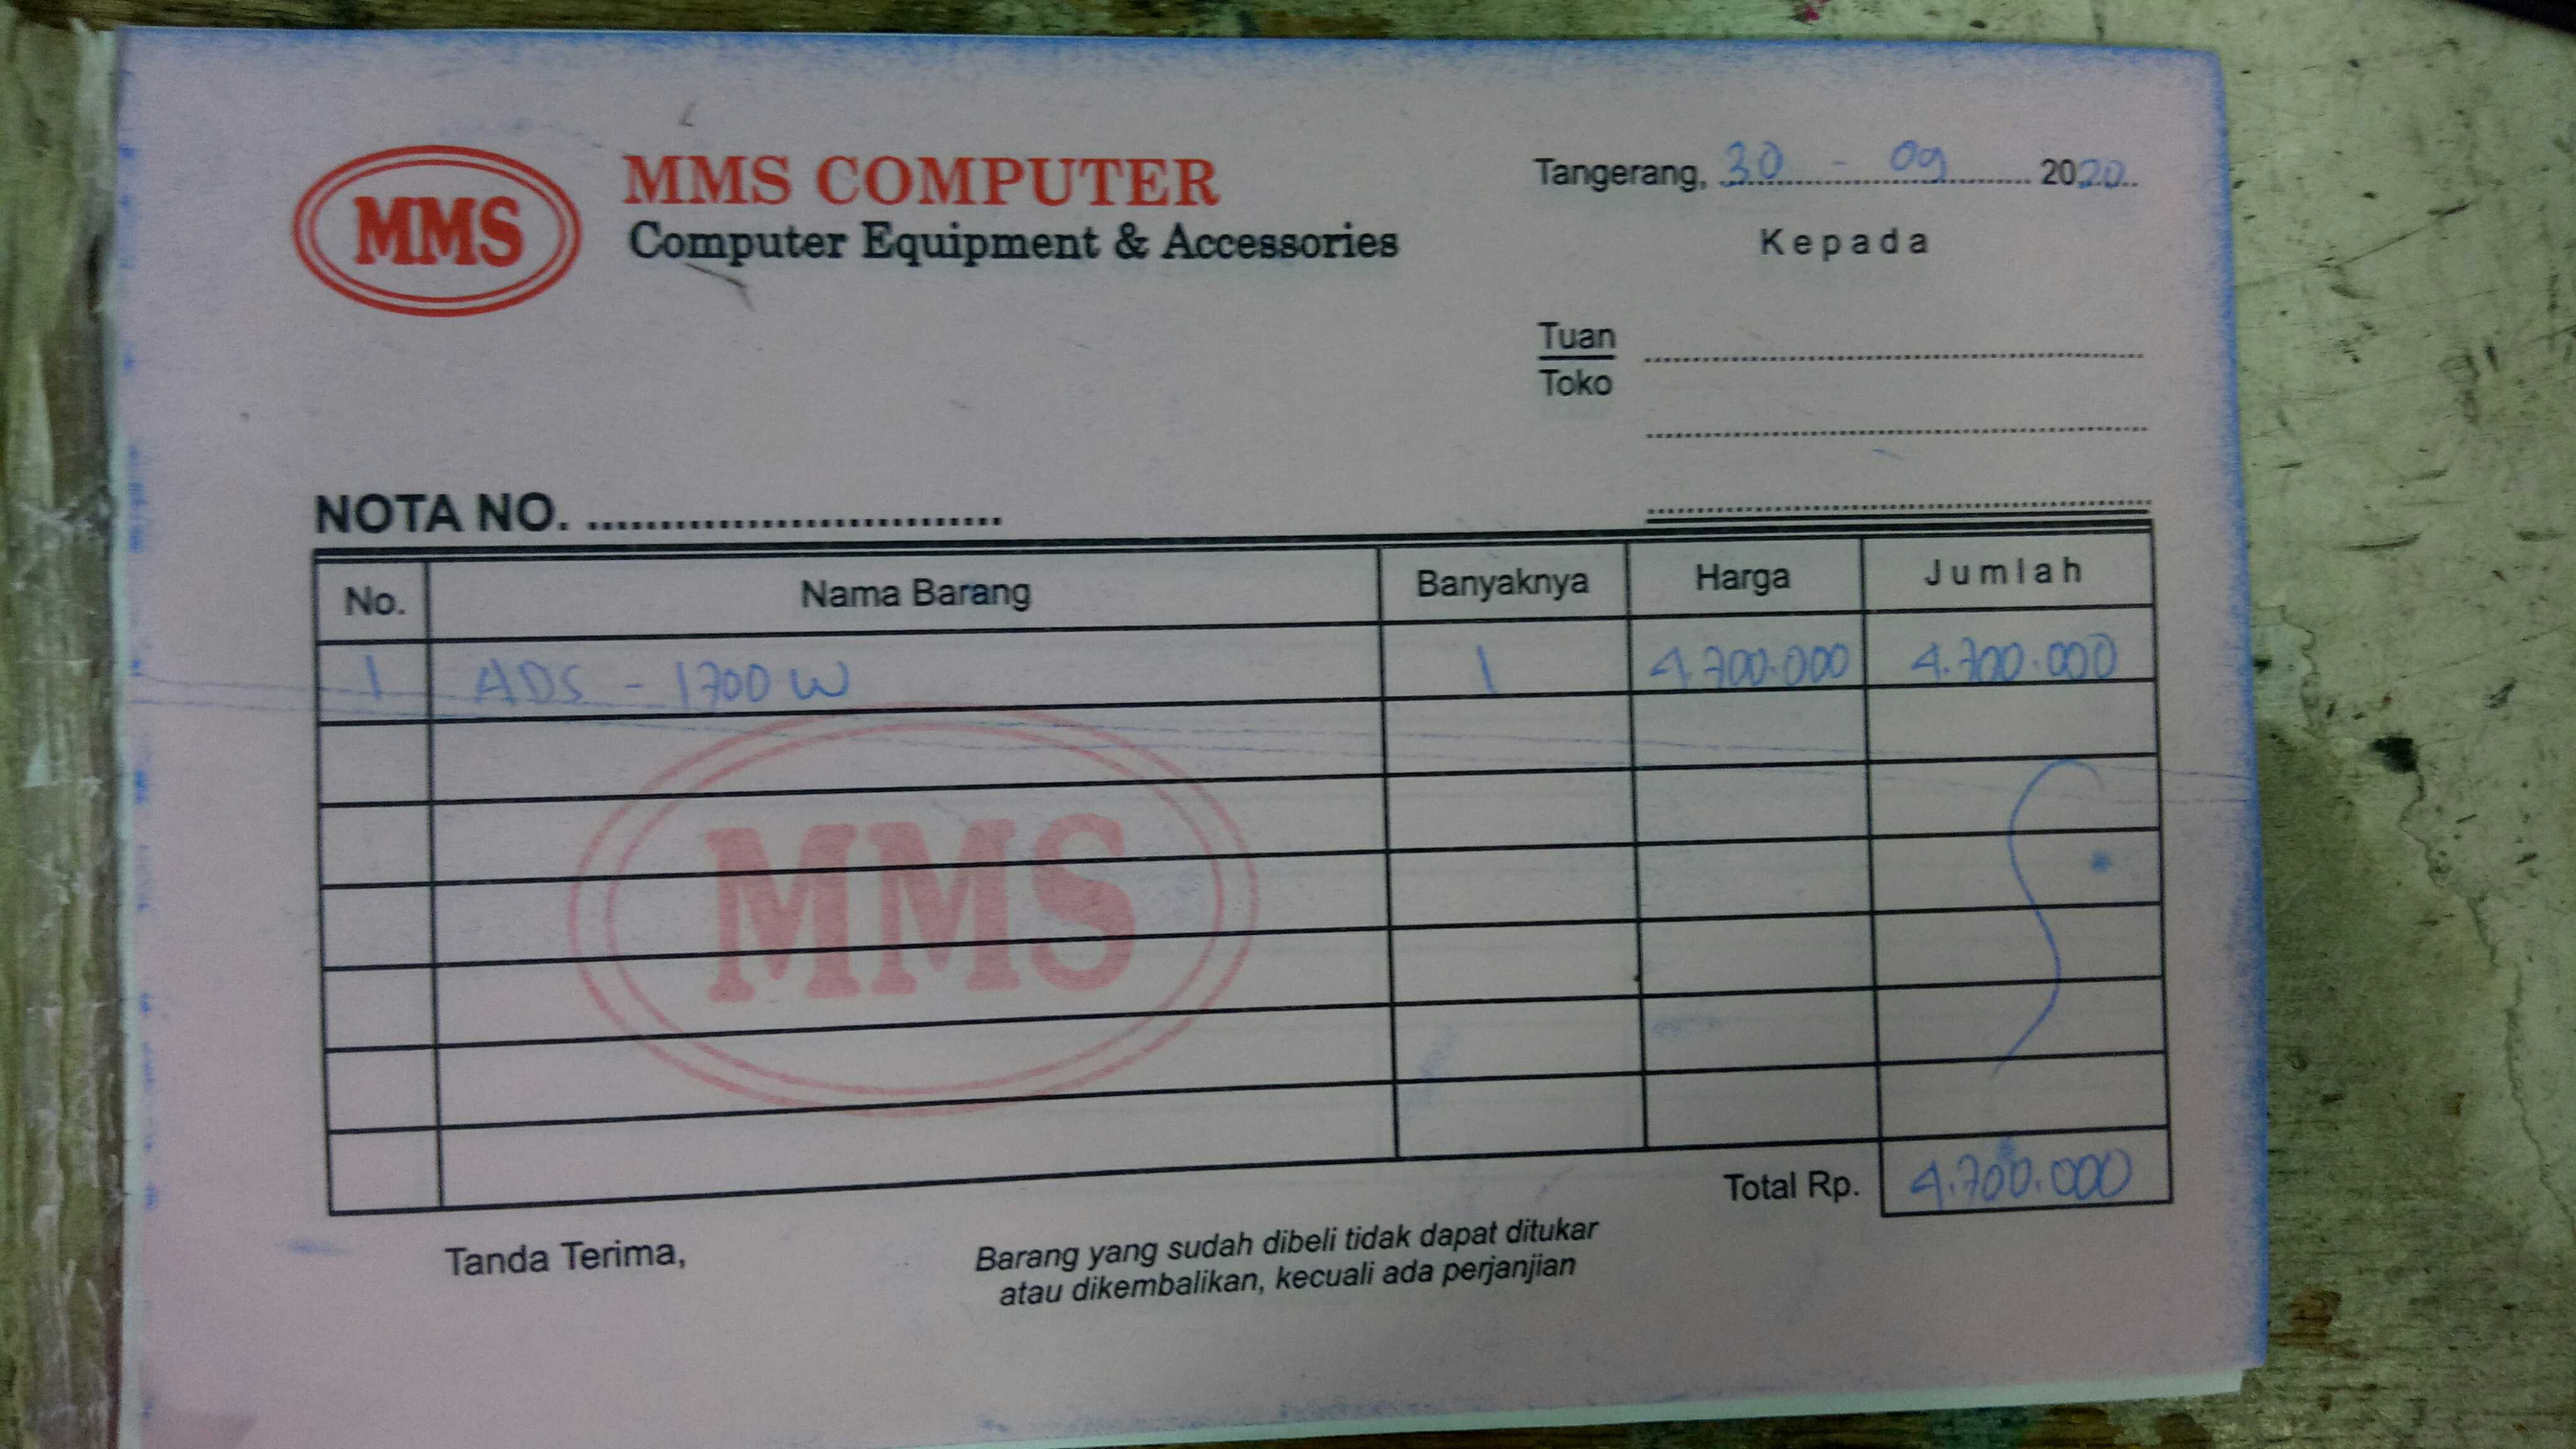 MMS
MMS COMPUTER
Computer Equipment & Accessories
Tangerang, 30 - 09 2020
Kepada
Tuan
Toko
NOTA NO.
No. Nama Barang Banyaknya Harga Jumlah
1 ADS - 1700 W 1 4.700.000 4.700.000
MMS
Total Rp. 4.700.000
Tanda Terima,
Barang yang sudah dibeli tidak dapat ditukar
atau dikembalikan, kecuali ada perjanjian